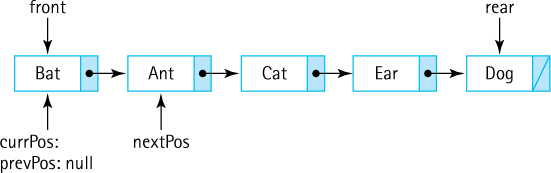 front
rear
Bat
Ant
Cat
Ear
Dog
currPos:
prevPos: null
nextPos